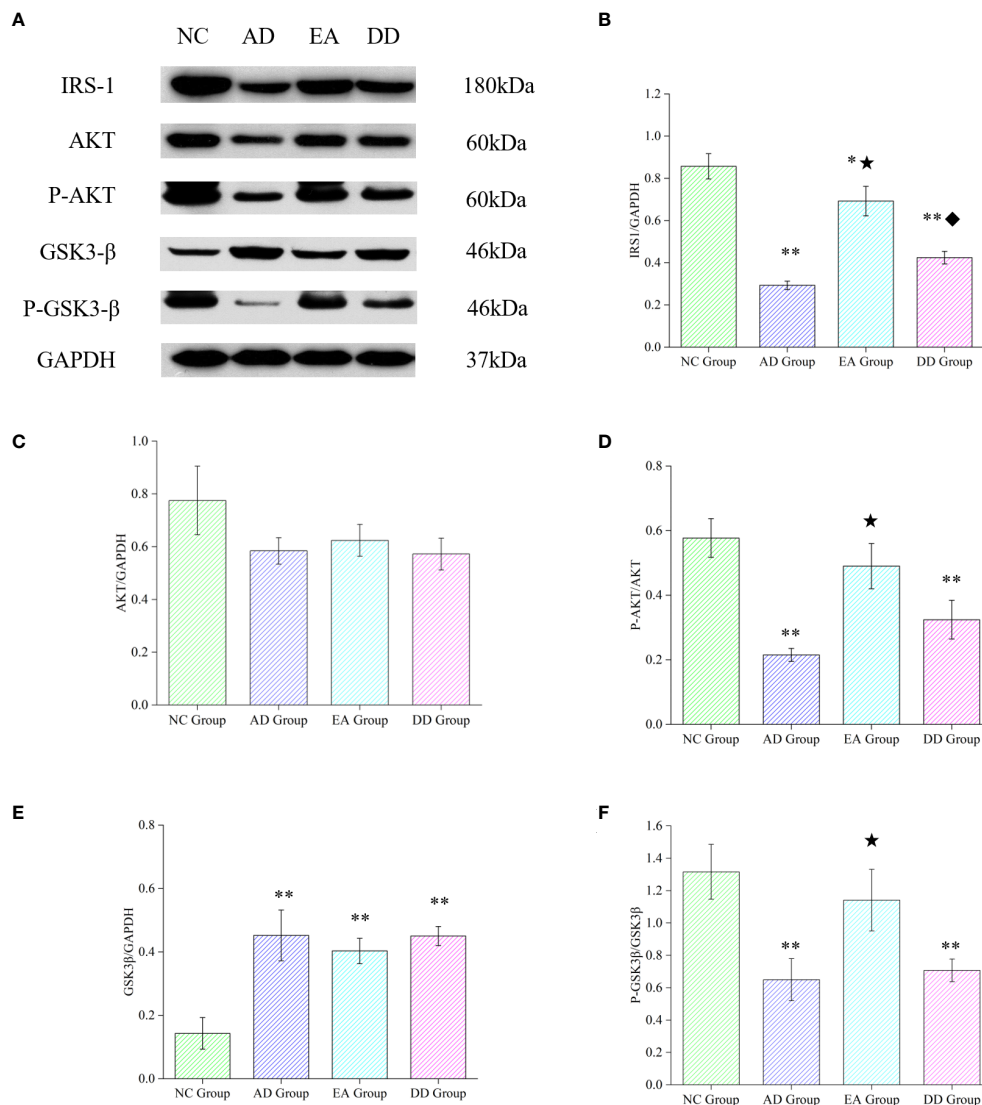 A
NC AD EA DD
IRS-1 180kDa
AKT 60kDa
P-AKT 60kDa
GSK3-β 46kDa
P-GSK3-β 46kDa
GAPDH 37kDa
B
IRS1/GAPDH
1.2
1.0
0.8
0.6
0.4
0.2
0.0
**
* ★
** ◆
NC Group AD Group EA Group DD Group
C
AKT/GAPDH
1.0
0.8
0.6
0.4
0.2
0.0
NC Group AD Group EA Group DD Group
D
P-AKT/AKT
0.8
0.6
0.4
0.2
0.0
**
★
**
NC Group AD Group EA Group DD Group
E
GSK3β/GAPDH
0.8
0.6
0.4
0.2
0.0
**
**
**
NC Group AD Group EA Group DD Group
F
P-GSK3β/GSK3β
1.6
1.4
1.2
1.0
0.8
0.6
0.4
0.2
0.0
**
★
**
NC Group AD Group EA Group DD Group